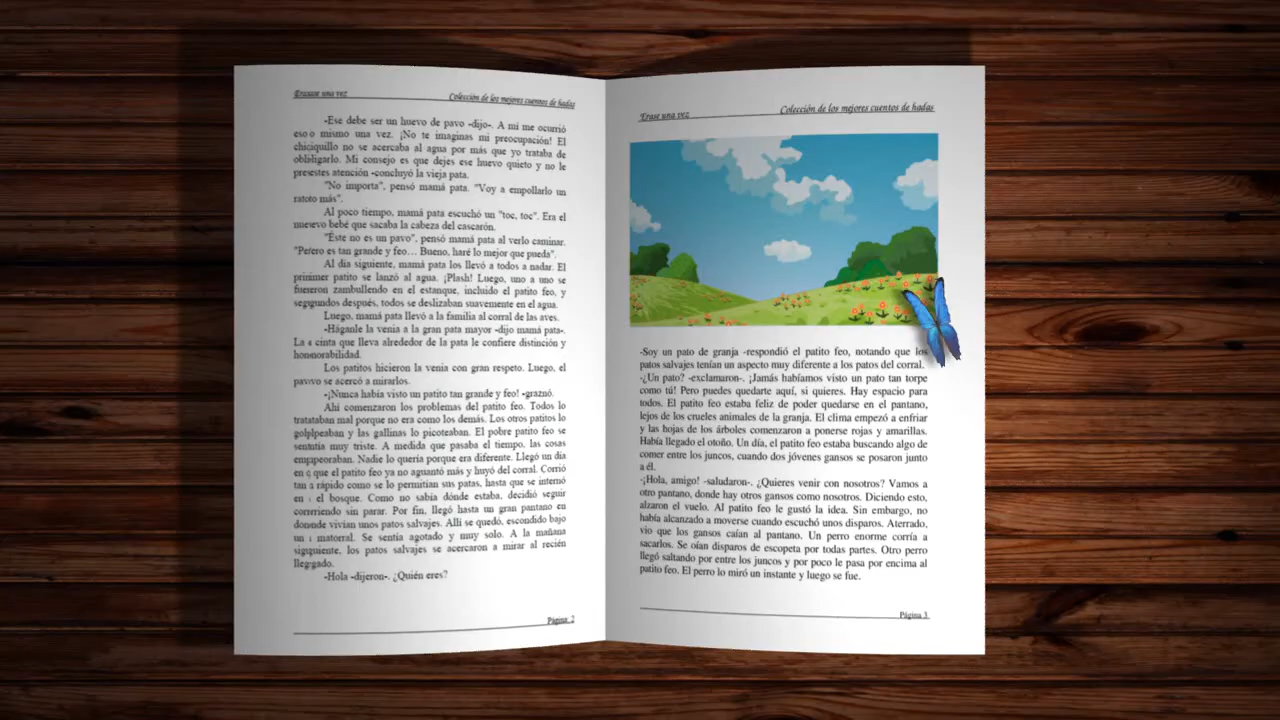 Erase una vez Colección de los mejores cuentos de hadas
-Ese debe ser un huevo de pavo -dijo-. A mi me ocurrió
eso o mismo una vez. ¡No te imaginas mi preocupación! El
chiciquillo no se acercaba al agua por más que yo trataba de
oblibligarlo. Mi consejo es que dejes ese huevo quieto y no le
presestes atención -concluyó la vieja pata.
"No importa", pensó mamá pata. "Voy a empollarlo un
ratoto más".
Al poco tiempo, mamá pata escuchó un "toc, toc". Era el
nueuevo bebé que sacaba la cabeza del cascarón.
"Éste no es un pavo", pensó mamá pata al verlo caminar.
"Petero es tan grande y feo... Bueno, haré lo mejor que pueda".
Al día siguiente, mamá pata los llevó a todos a nadar. El
prinimer patito se lanzó al agua. ¡Plash! Luego, uno a uno se
fueieron zambullendo en el estanque, incluido el patito feo, y
segigundos después, todos se deslizaban suavemente en el agua.
Luego, mamá pata llevó a la familia al corral de las aves.
-Háganle la venia a la gran pata mayor -dijo mamá pata-.
La cinta que lleva alrededor de la pata le confiere distinción y
hononorabilidad.
Los patitos hicieron la venia con gran respeto. Luego, el
pavovo se acercó a mirarlos.
-¡Nunca había visto un patito tan grande y feo! -graznó.
Ahí comenzaron los problemas del patito feo. Todos lo
tratataban mal porque no era como los demás. Los otros patitos lo
golplpeaban y las gallinas lo picoteaban. El pobre patito feo se
sentutía muy triste. A medida que pasaba el tiempo, las cosas
empmpeoraban. Nadie lo quería porque era diferente. Llegó un día
en que el patito feo ya no aguantó más y huyó del corral. Corrió
tan rápido como se lo permitían sus patas, hasta que se internó
en el bosque. Como no sabía dónde estaba, decidió seguir
corrrriendo sin parar. Por fin, llegó hasta un gran pantano en
dononde vivían unos patos salvajes. Allí se quedó, escondido bajo
un matorral. Se sentía agotado y muy solo. A la mañana
sigiguiente, los patos salvajes se acercaron a mirar al recién
llegegado.
-Hola -dijeron-. ¿Quién eres?
Página 2
Erase una vez Colección de los mejores cuentos de hadas
-Soy un pato de granja -respondió el patito feo, notando que los
patos salvajes tenían un aspecto muy diferente a los patos del corral.
-¿Un pato? -exclamaron-. ¡Jamás habíamos visto un pato tan torpe
como tú! Pero puedes quedarte aquí, si quieres. Hay espacio para
todos. El patito feo estaba feliz de poder quedarse en el pantano,
lejos de los crueles animales de la granja. El clima empezó a enfriar
y las hojas de los árboles comenzaron a ponerse rojas y amarillas.
Había llegado el otoño. Un día, el patito feo estaba buscando algo de
comer entre los juncos, cuando dos jóvenes gansos se posaron junto
a él.
-¡Hola, amigo! -saludaron-. ¿Quieres venir con nosotros? Vamos a
otro pantano, donde hay otros gansos como nosotros. Diciendo esto,
alzaron el vuelo. Al patito feo le gustó la idea. Sin embargo, no
había alcanzado a moverse cuando escuchó unos disparos. Aterrado,
vio que los gansos caían al pantano. Un perro enorme corría a
sacarlos. Se oían disparos de escopeta por todas partes. Otro perro
llegó saltando por entre los juncos y por poco le pasa por encima al
patito feo. El perro lo miró un instante y luego se fue.
Página 3